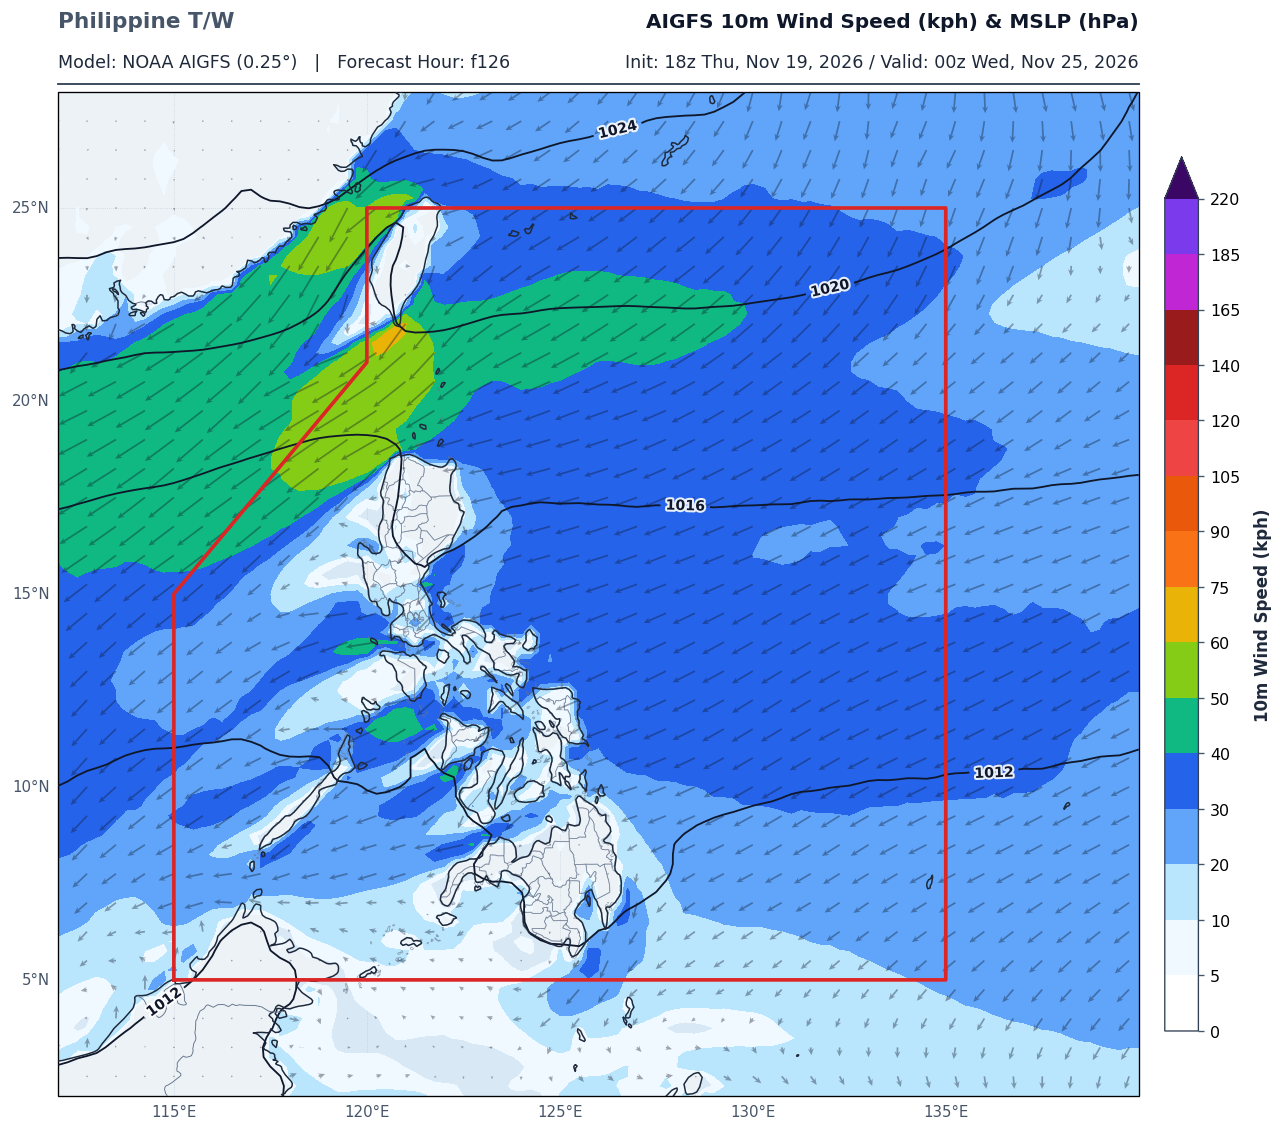 Philippine T/W
AIGFS 10m Wind Speed (kph) & MSLP (hPa)
Model: NOAA AIGFS (0.25°) | Forecast Hour: f126
Init: 18z Thu, Nov 19, 2026 / Valid: 00z Wed, Nov 25, 2026
1024
1020
1016
1012
1012
25°N
20°N
15°N
10°N
5°N
115°E
120°E
125°E
130°E
135°E
220
185
165
140
120
105
90
75
60
50
40
30
20
10
5
0
10m Wind Speed (kph)